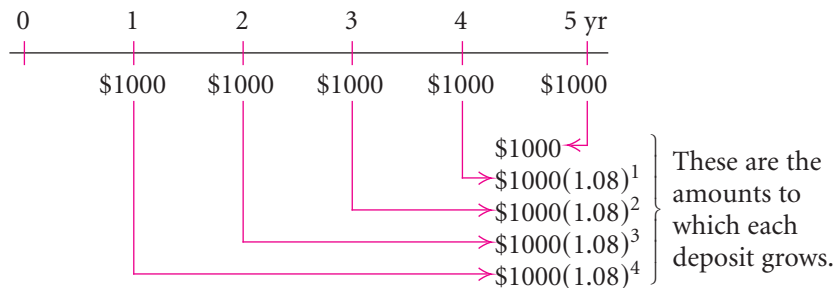 0 1 2 3 4 5 yr
$1000 $1000 $1000 $1000 $1000
$1000
$1000(1.08)¹
$1000(1.08)²
$1000(1.08)³
$1000(1.08)⁴
These are the
amounts to
which each
deposit grows.